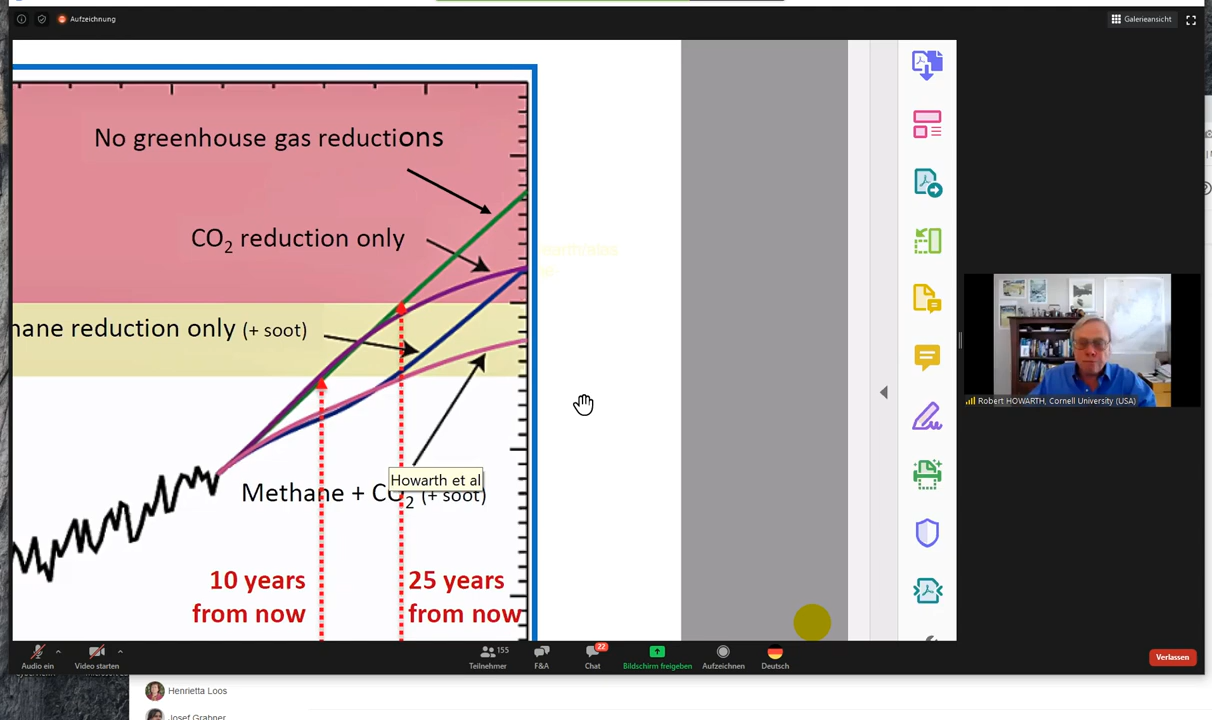 Aufzeichnung
Galerieansicht
No greenhouse gas reductions
CO₂ reduction only
hane reduction only (+ soot)
Howarth et al
Methane + CO₂ (+ soot)
10 years
from now
25 years
from now
Robert HOWARTH, Cornell University (USA)
Audio ein
Video starten
155
Teilnehmer
F&A
22
Chat
Bildschirm freigeben
Aufzeichnen
Deutsch
Verlassen
Henrietta Loos
Josef Grabner